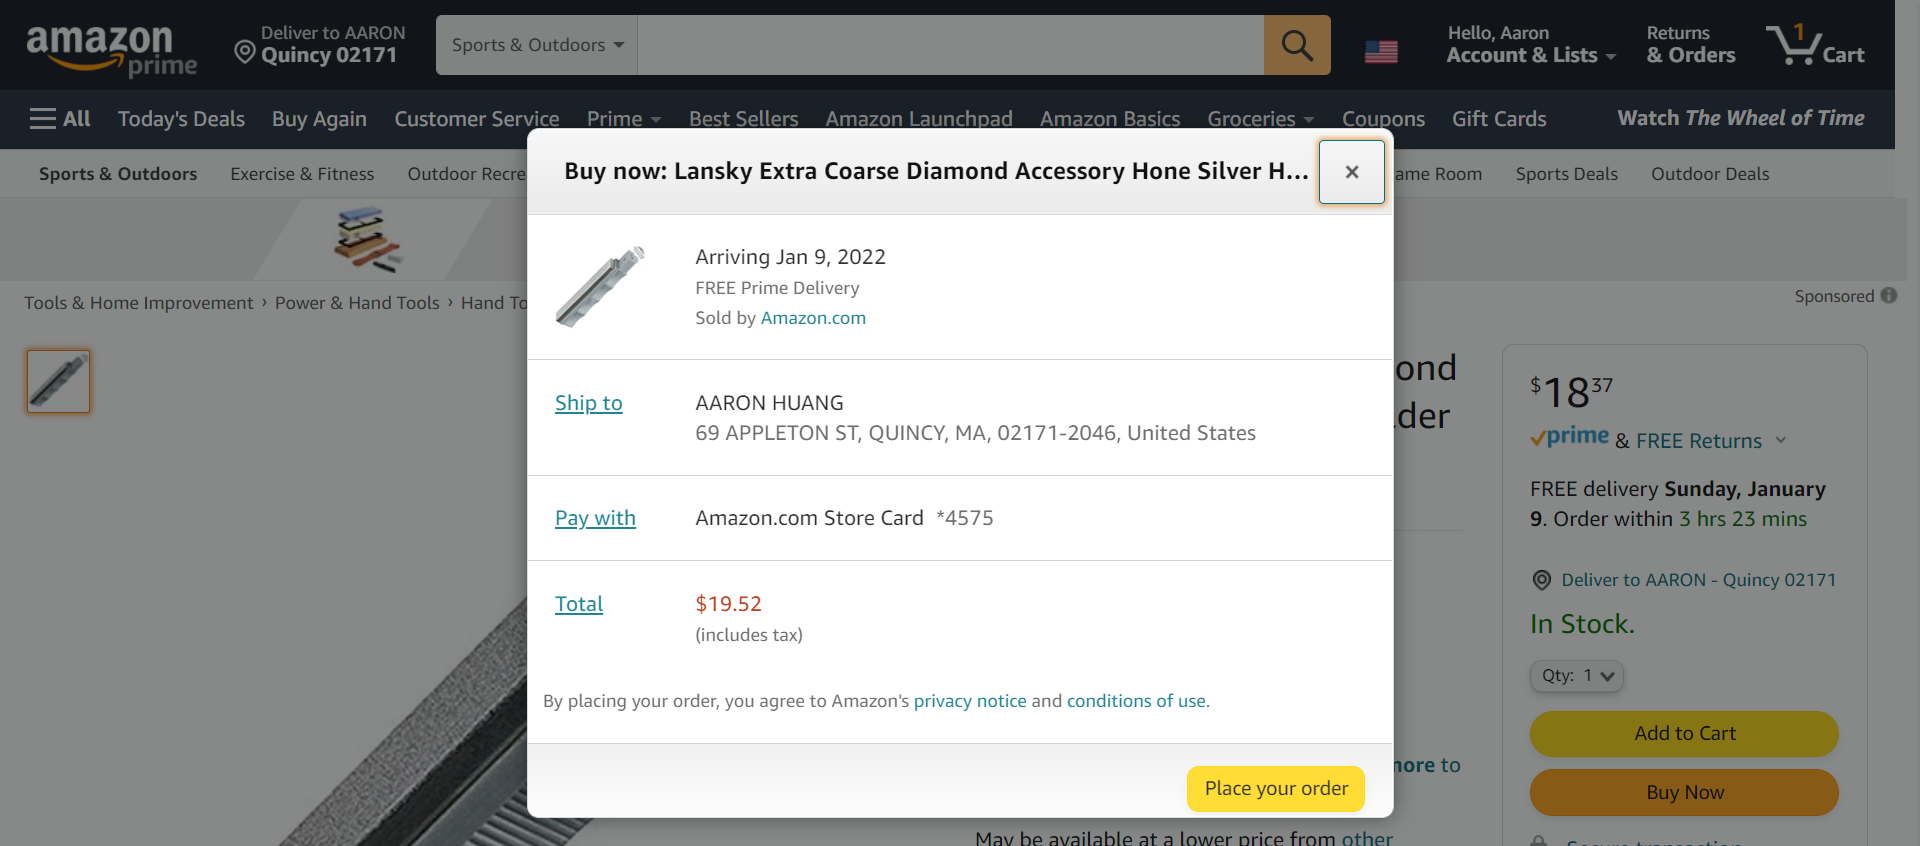 amazon
prime
Deliver to AARON
Quincy 02171
Sports & Outdoors
Hello, Aaron
Account & Lists
Returns
& Orders
1
Cart
All
Today's Deals
Buy Again
Customer Service
Prime
Best Sellers
Amazon Launchpad
Amazon Basics
Groceries
Coupons
Gift Cards
Watch The Wheel of Time
Sports & Outdoors
Exercise & Fitness
Outdoor Recre
ame Room
Sports Deals
Outdoor Deals
Sponsored
Tools & Home Improvement › Power & Hand Tools › Hand To
Buy now: Lansky Extra Coarse Diamond Accessory Hone Silver H...
×
Arriving Jan 9, 2022
FREE Prime Delivery
Sold by Amazon.com
Ship to
AARON HUANG
69 APPLETON ST, QUINCY, MA, 02171-2046, United States
Pay with
Amazon.com Store Card *4575
Total
$19.52
(includes tax)
By placing your order, you agree to Amazon's privacy notice and conditions of use.
Place your order
ond
der
more to
May be available at a lower price from other
$18 37
prime & FREE Returns
FREE delivery Sunday, January
9. Order within 3 hrs 23 mins
Deliver to AARON - Quincy 02171
In Stock.
Qty: 1
Add to Cart
Buy Now
Secure transaction